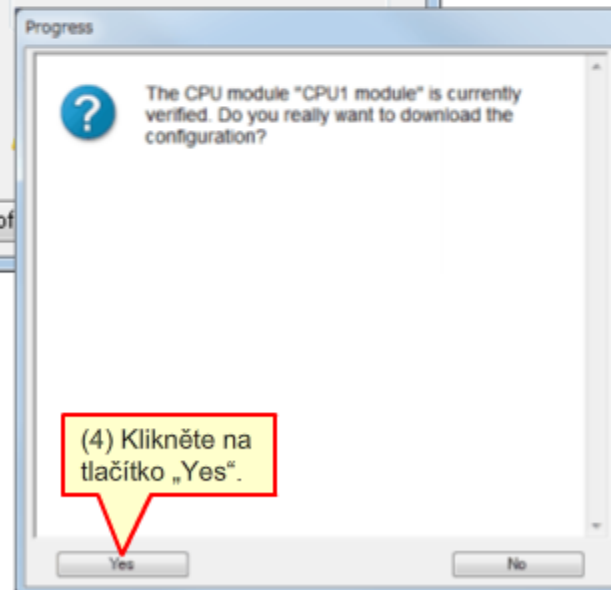 Progress
The CPU module "CPU1 module" is currently
verified. Do you really want to download the
configuration?
of
(4) Klikněte na
tlačítko „Yes“.
Yes
No